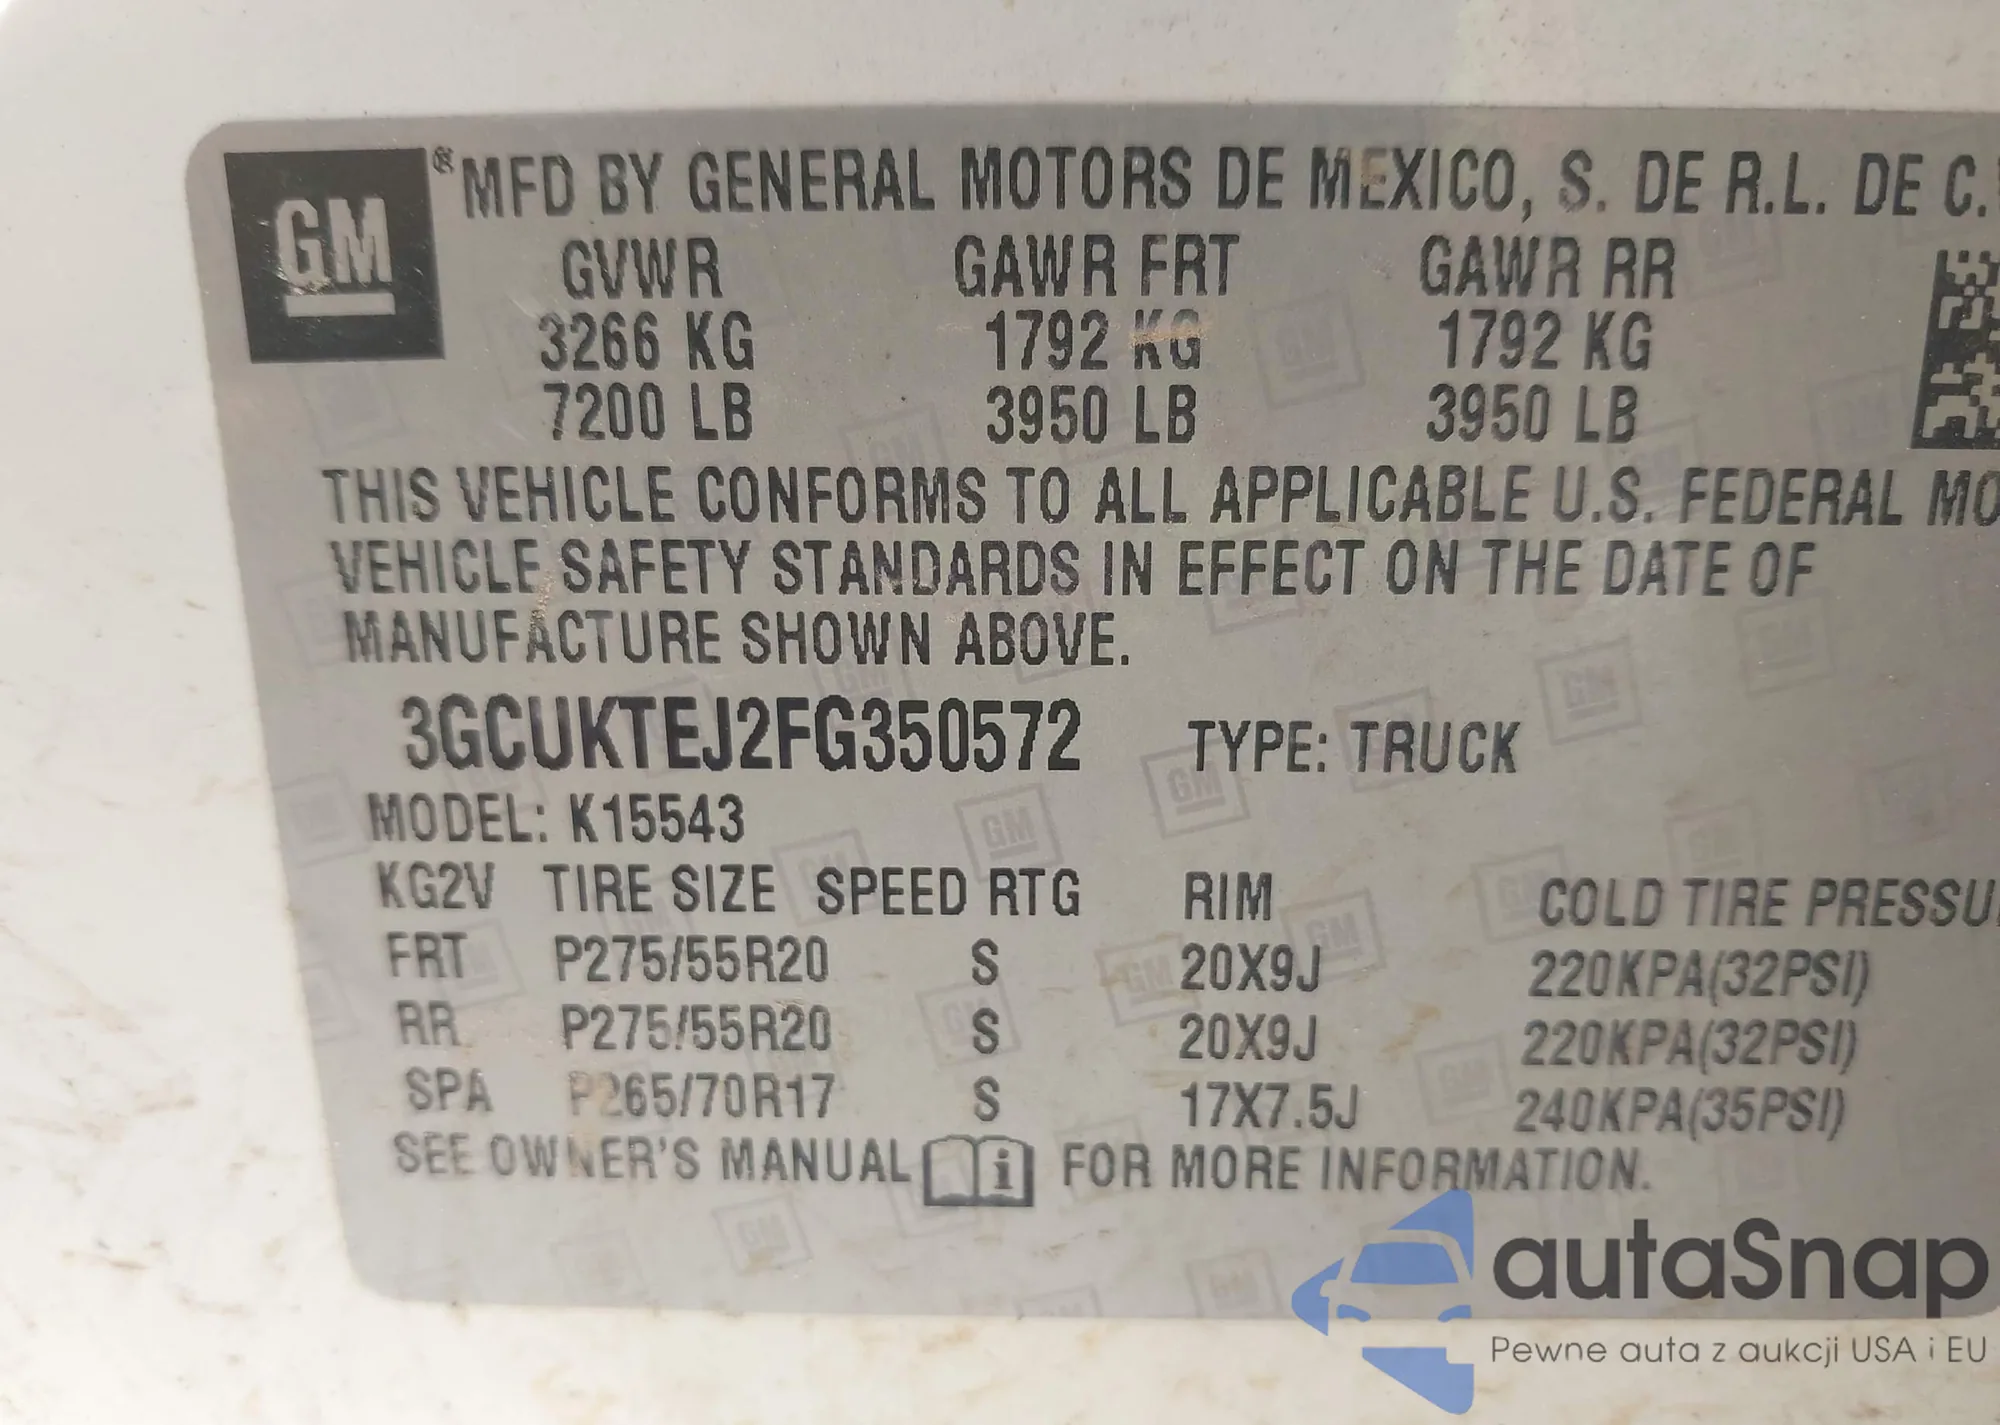 GM ® MFD BY GENERAL MOTORS DE MEXICO, S. DE R.L. DE C.
GVWR GAWR FRT GAWR RR
3266 KG 1792 KG 1792 KG
7200 LB 3950 LB 3950 LB
THIS VEHICLE CONFORMS TO ALL APPLICABLE U.S. FEDERAL MO
VEHICLE SAFETY STANDARDS IN EFFECT ON THE DATE OF
MANUFACTURE SHOWN ABOVE.
3GCUKTEJ2FG350572 TYPE: TRUCK
MODEL: K15543
KG2V TIRE SIZE SPEED RTG RIM COLD TIRE PRESSU
FRT P275/55R20 S 20X9J 220KPA(32PSI)
RR P275/55R20 S 20X9J 220KPA(32PSI)
SPA P265/70R17 S 17X7.5J 240KPA(35PSI)
SEE OWNER'S MANUAL i FOR MORE INFORMATION.
autaSnap
Pewne auta z aukcji USA i EU